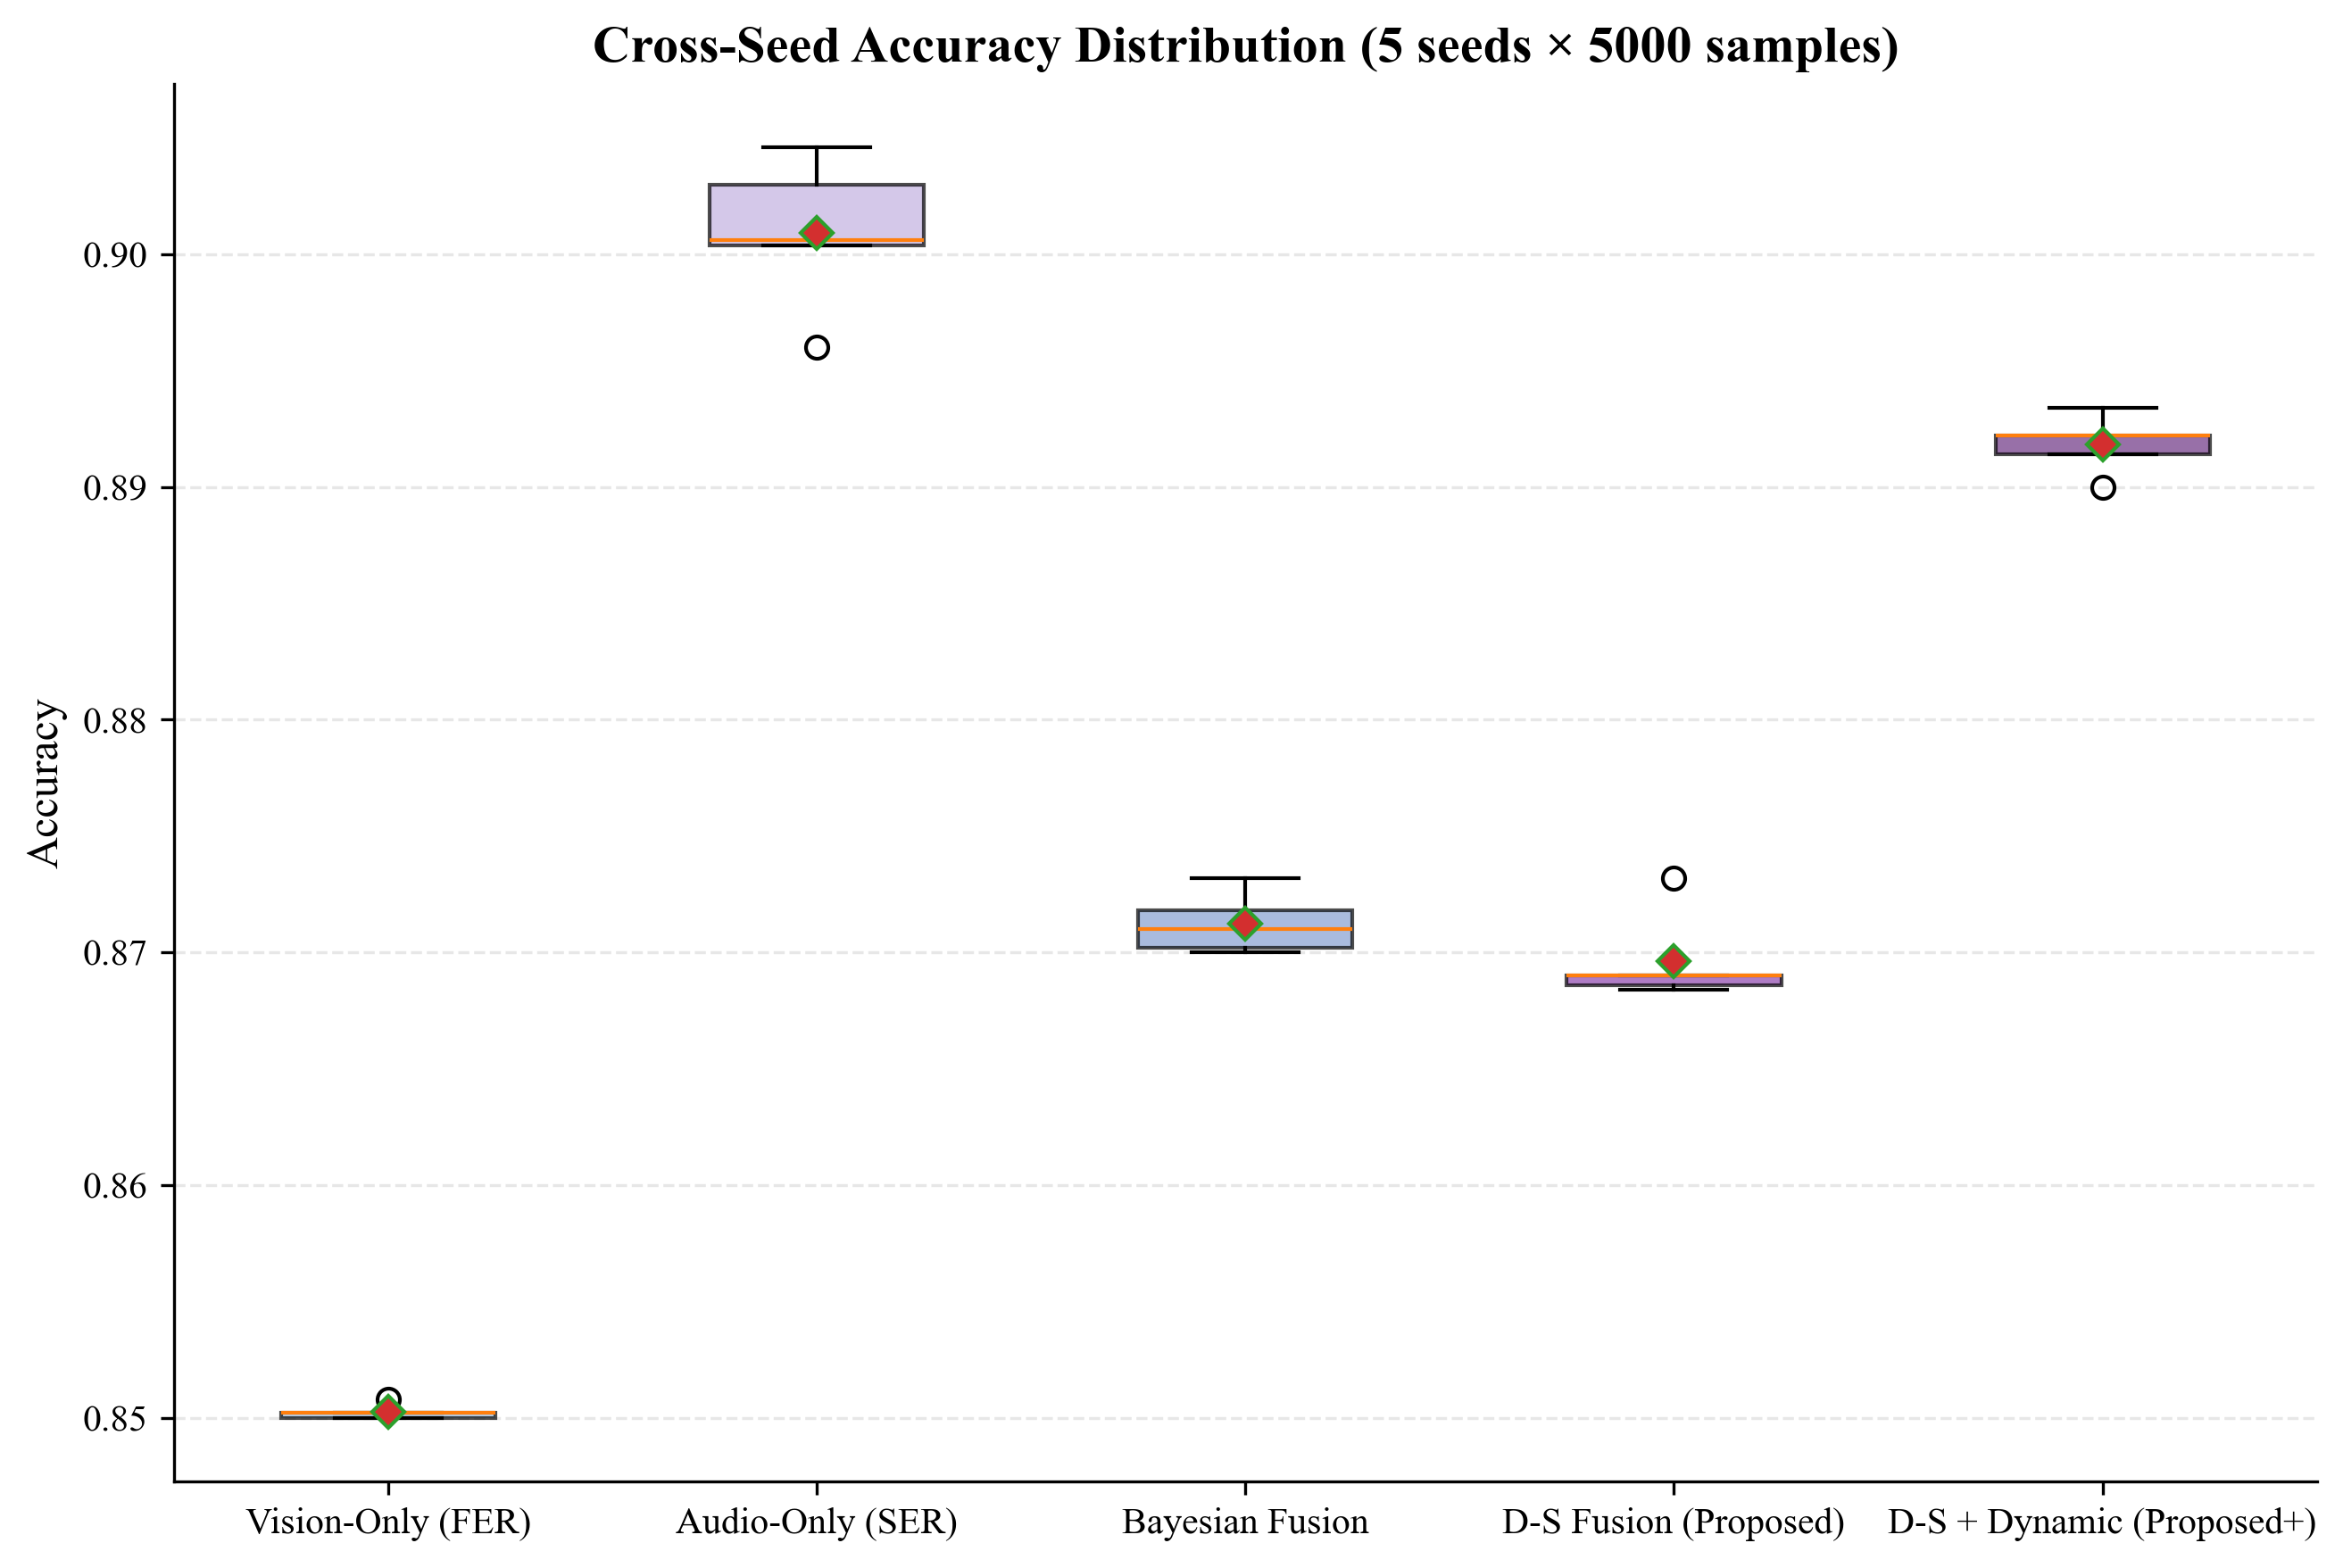 Cross-Seed Accuracy Distribution (5 seeds × 5000 samples)
Accuracy
0.90
0.89
0.88
0.87
0.86
0.85
Vision-Only (FER)
Audio-Only (SER)
Bayesian Fusion
D-S Fusion (Proposed)
D-S + Dynamic (Proposed+)